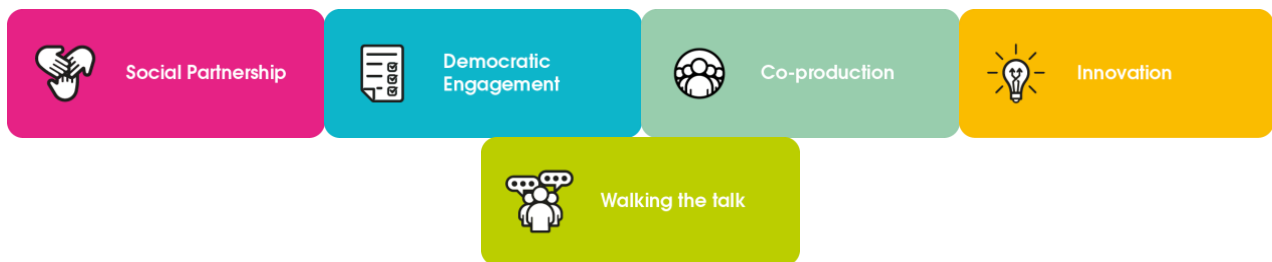 Social Partnership
Democratic
Engagement
Co-production
Innovation
Walking the talk